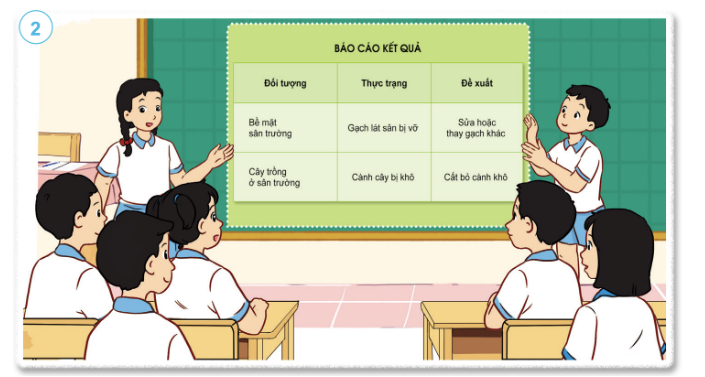 2
BÁO CÁO KẾT QUẢ
Đối tượng Thực trạng Đề xuất
Bề mặt
sân trường
Gạch lát sân bị vỡ
Sửa hoặc
thay gạch khác
Cây trồng
ở sân trường
Cành cây bị khô
Cắt bỏ cành khô